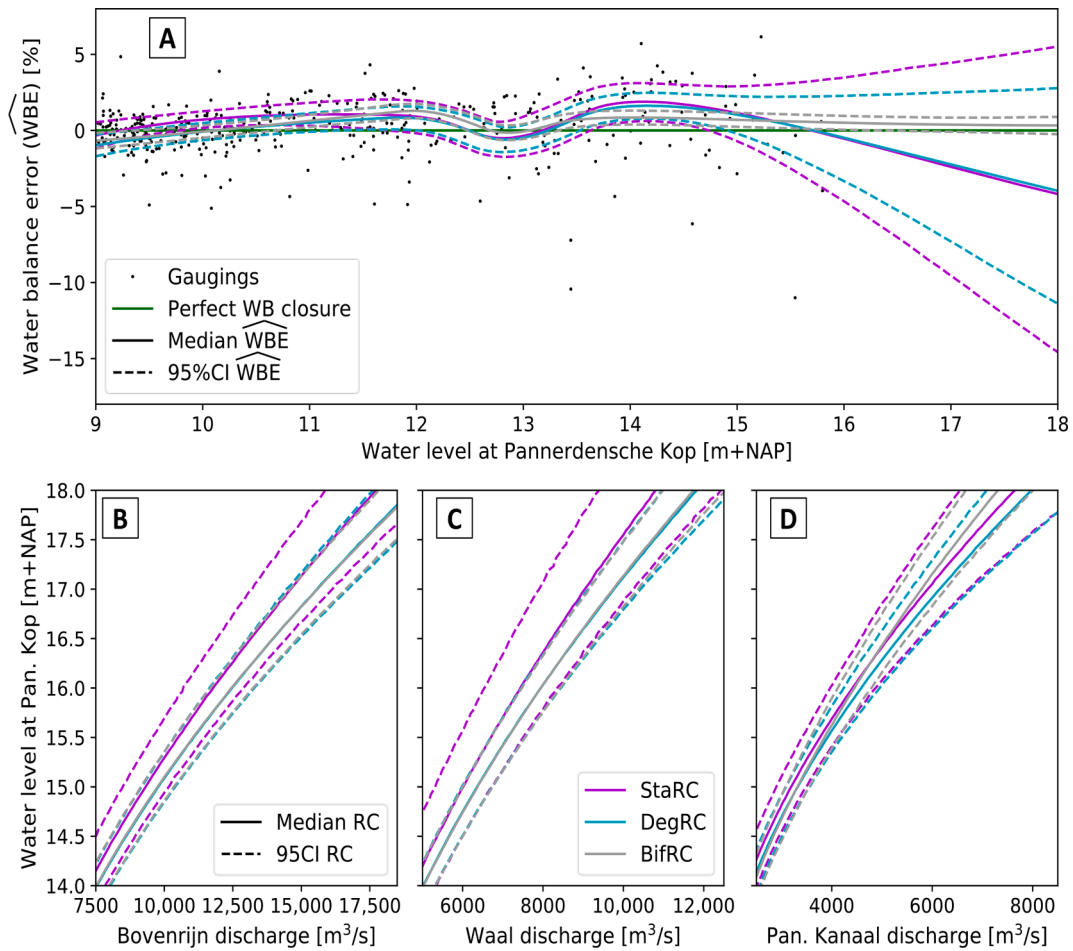 A
Water balance error (WBE) [%]
5
0
−5
−10
−15
Gaugings
Perfect WB closure
Median WBE
95%CI WBE
9 10 11 12 13 14 15 16 17 18
Water level at Pannerdensche Kop [m+NAP]
Water level at Pan. Kop [m+NAP]
18.0
17.5
17.0
16.5
16.0
15.5
15.0
14.5
14.0
B
Median RC
95CI RC
7500 10,000 12,500 15,000 17,500
Bovenrijn discharge [m³/s]
C
StaRC
DegRC
BifRC
6000 8000 10,000 12,000
Waal discharge [m³/s]
D
4000 6000 8000
Pan. Kanaal discharge [m³/s]